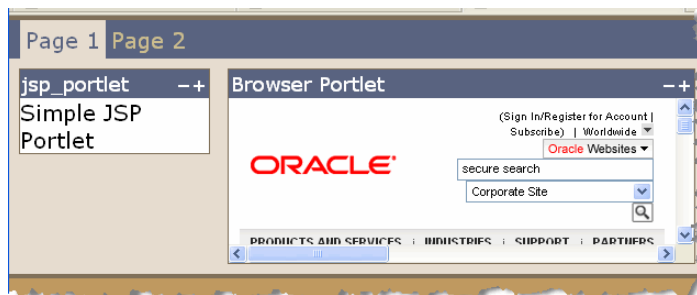 Page 1 Page 2
jsp_portlet −+
Simple JSP
Portlet
Browser Portlet −+
(Sign In/Register for Account |
Subscribe) | Worldwide
Oracle Websites
ORACLE
secure search
Corporate Site
PRODUCTS AND SERVICES | INDUSTRIES | SUPPORT | PARTNERS